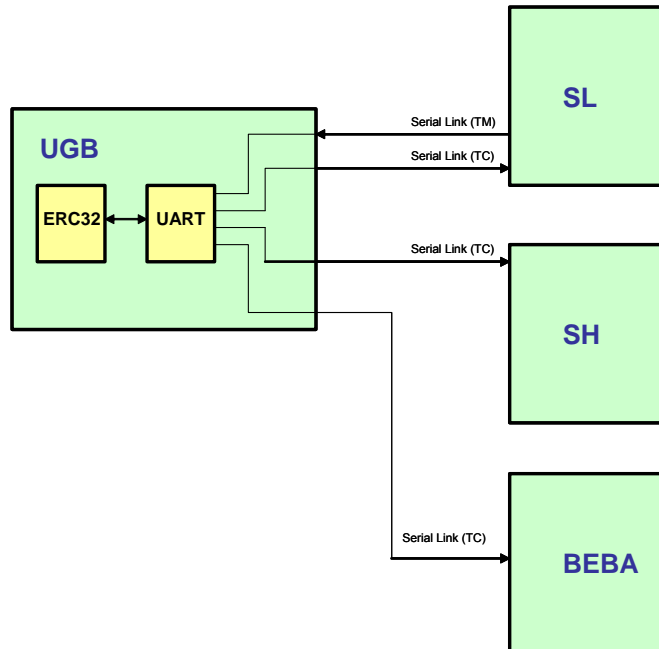 SL
Serial Link (TM)
UGB
Serial Link (TC)
ERC32
UART
Serial Link (TC)
SH
Serial Link (TC)
BEBA